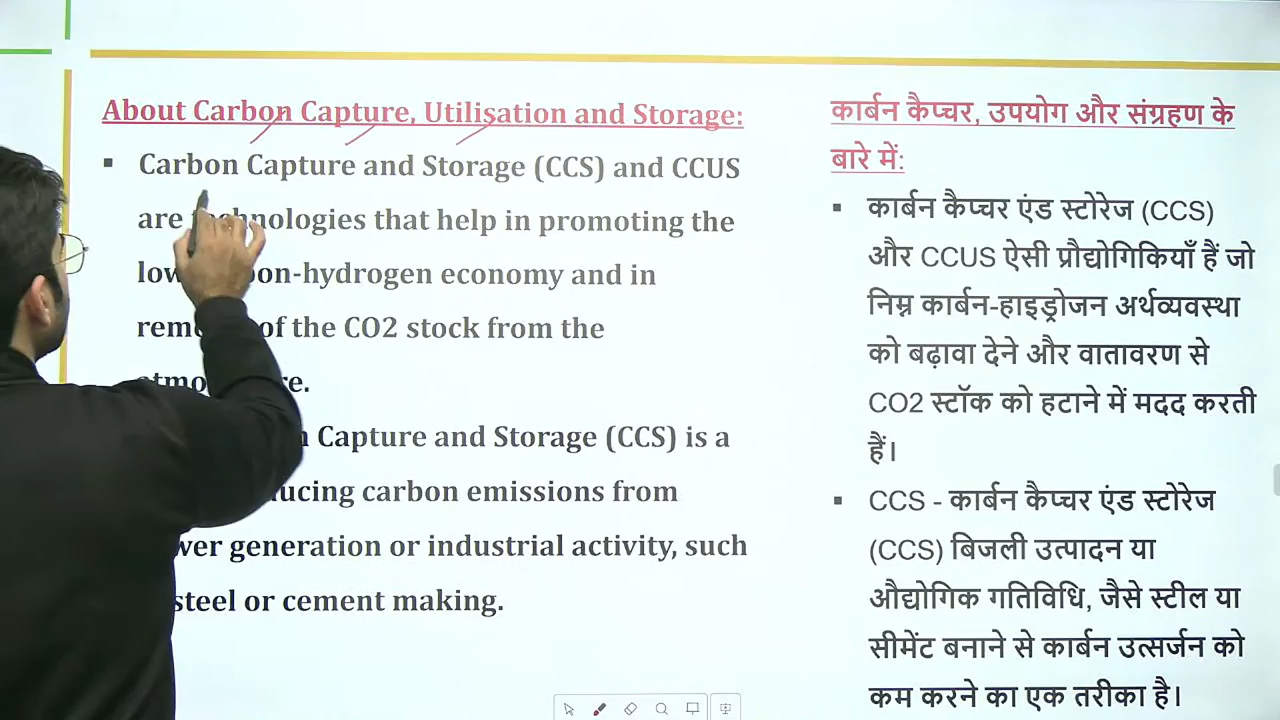 About Carbon Capture, Utilisation and Storage:
▪ Carbon Capture and Storage (CCS) and CCUS
are technologies that help in promoting the
low on-hydrogen economy and in
of the CO2 stock from the
Capture and Storage (CCS) is a
carbon emissions from
generation or industrial activity, such
steel or cement making.
कार्बन कैप्चर, उपयोग और संग्रहण के
बारे में:
▪ कार्बन कैप्चर एंड स्टोरेज (CCS)
और CCUS ऐसी प्रौद्योगिकियाँ हैं जो
निम्न कार्बन-हाइड्रोजन अर्थव्यवस्था
को बढ़ावा देने और वातावरण से
CO2 स्टॉक को हटाने में मदद करती
हैं।
▪ CCS - कार्बन कैप्चर एंड स्टोरेज
(CCS) बिजली उत्पादन या
औद्योगिक गतिविधि, जैसे स्टील या
सीमेंट बनाने से कार्बन उत्सर्जन को
कम करने का एक तरीका है।